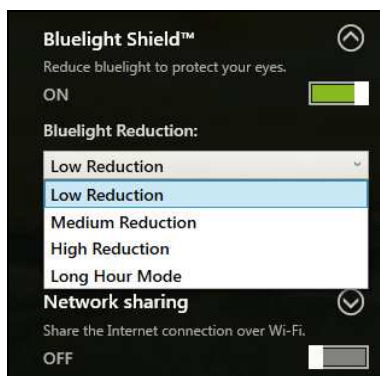 Bluelight Shield™
Reduce bluelight to protect your eyes.
ON
Bluelight Reduction:
Low Reduction
Low Reduction
Medium Reduction
High Reduction
Long Hour Mode
Network sharing
Share the Internet connection over Wi-Fi.
OFF